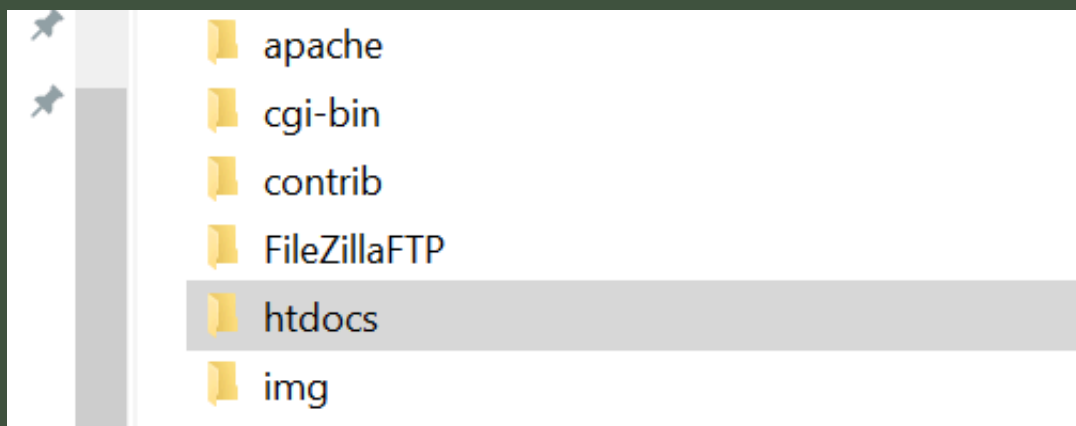 apache
cgi-bin
contrib
FileZillaFTP
htdocs
img